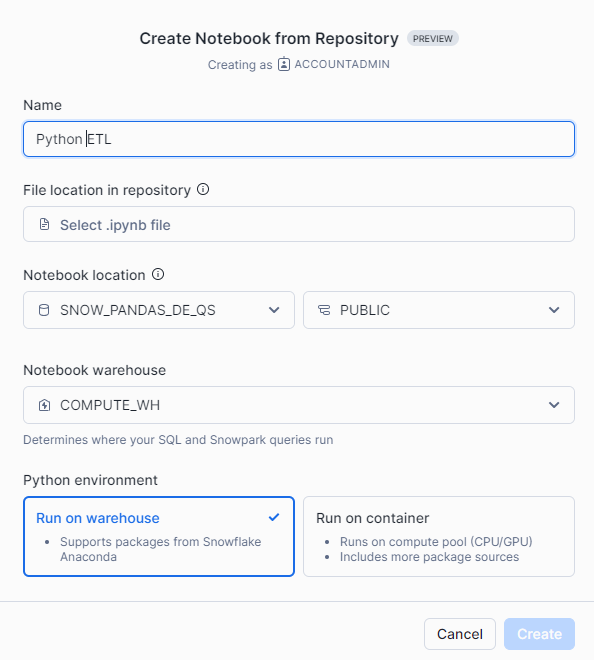 Create Notebook from Repository PREVIEW
Creating as ACCOUNTADMIN
Name
Python ETL
File location in repository
Select .ipynb file
Notebook location
SNOW_PANDAS_DE_QS PUBLIC
Notebook warehouse
COMPUTE_WH
Determines where your SQL and Snowpark queries run
Python environment
Run on warehouse
• Supports packages from Snowflake
Anaconda
Run on container
• Runs on compute pool (CPU/GPU)
• Includes more package sources
Cancel Create